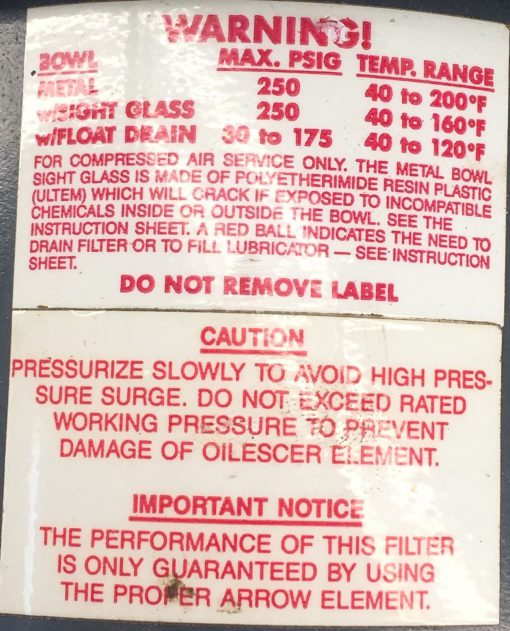 WARNING!
BOWL MAX. PSIG TEMP. RANGE
METAL 250 40 to 200°F
w/SIGHT GLASS 250 40 to 160°F
w/FLOAT DRAIN 30 to 175 40 to 120°F
FOR COMPRESSED AIR SERVICE ONLY. THE METAL BOWL
SIGHT GLASS IS MADE OF POLYETHERIMIDE RESIN PLASTIC
(ULTEM) WHICH WILL CRACK IF EXPOSED TO INCOMPATIBLE
CHEMICALS INSIDE OR OUTSIDE THE BOWL. SEE THE
INSTRUCTION SHEET. A RED BALL INDICATES THE NEED TO
DRAIN FILTER OR TO FILL LUBRICATOR — SEE INSTRUCTION
SHEET.
DO NOT REMOVE LABEL
CAUTION
PRESSURIZE SLOWLY TO AVOID HIGH PRES-
SURE SURGE. DO NOT EXCEED RATED
WORKING PRESSURE TO PREVENT
DAMAGE OF OILESCER ELEMENT.
IMPORTANT NOTICE
THE PERFORMANCE OF THIS FILTER
IS ONLY GUARANTEED BY USING
THE PROPER ARROW ELEMENT.